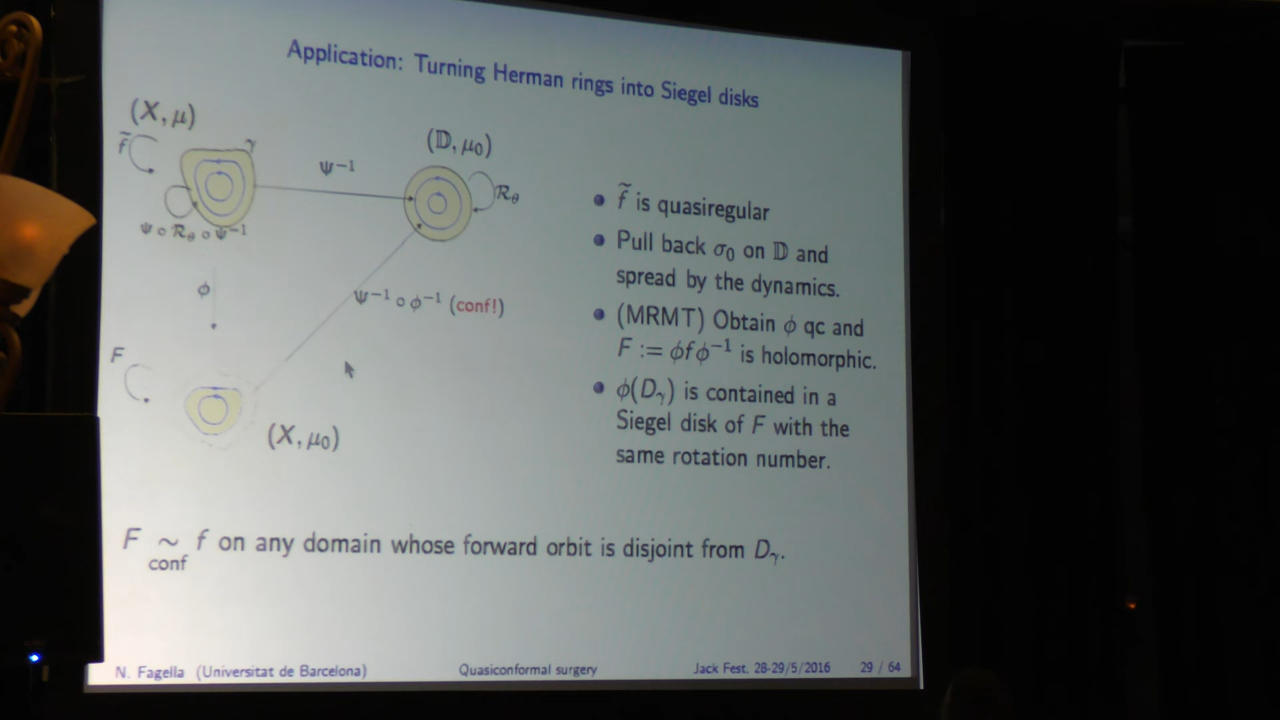 Application: Turning Herman rings into Siegel disks
(X, μ)
f̃
γ̃
Ψ⁻¹
(𝔻, μ₀)
R_θ
Ψ ∘ R_θ ∘ Ψ⁻¹
ϕ
Ψ⁻¹ ∘ ϕ⁻¹ (conf!)
F
(X, μ₀)
f̃ is quasiregular
Pull back σ₀ on 𝔻 and
spread by the dynamics.
(MRMT) Obtain ϕ qc and
F := ϕfϕ⁻¹ is holomorphic.
ϕ(D_γ) is contained in a
Siegel disk of F with the
same rotation number.
F ~ f on any domain whose forward orbit is disjoint from D_γ.
conf
N. Fagella (Universitat de Barcelona) Quasiconformal surgery Jack Fest. 28-29/5/2016 29 / 64